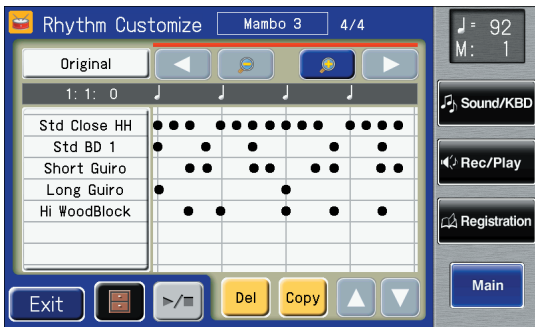 Rhythm Customize Mambo 3 4/4
♩= 92
M: 1
Original
1: 1: 0
Std Close HH
Std BD 1
Short Guiro
Long Guiro
Hi WoodBlock
Sound/KBD
Rec/Play
Registration
Main
Exit
Del
Copy